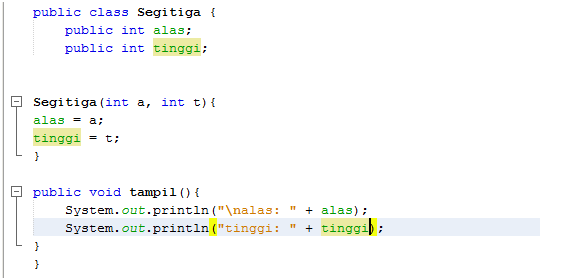 public class Segitiga {
public int alas;
public int tinggi;
Segitiga(int a, int t){
alas = a;
tinggi = t;
}
public void tampil(){
System.out.println("\nalas: " + alas);
System.out.println("tinggi: " + tinggi);
}
}